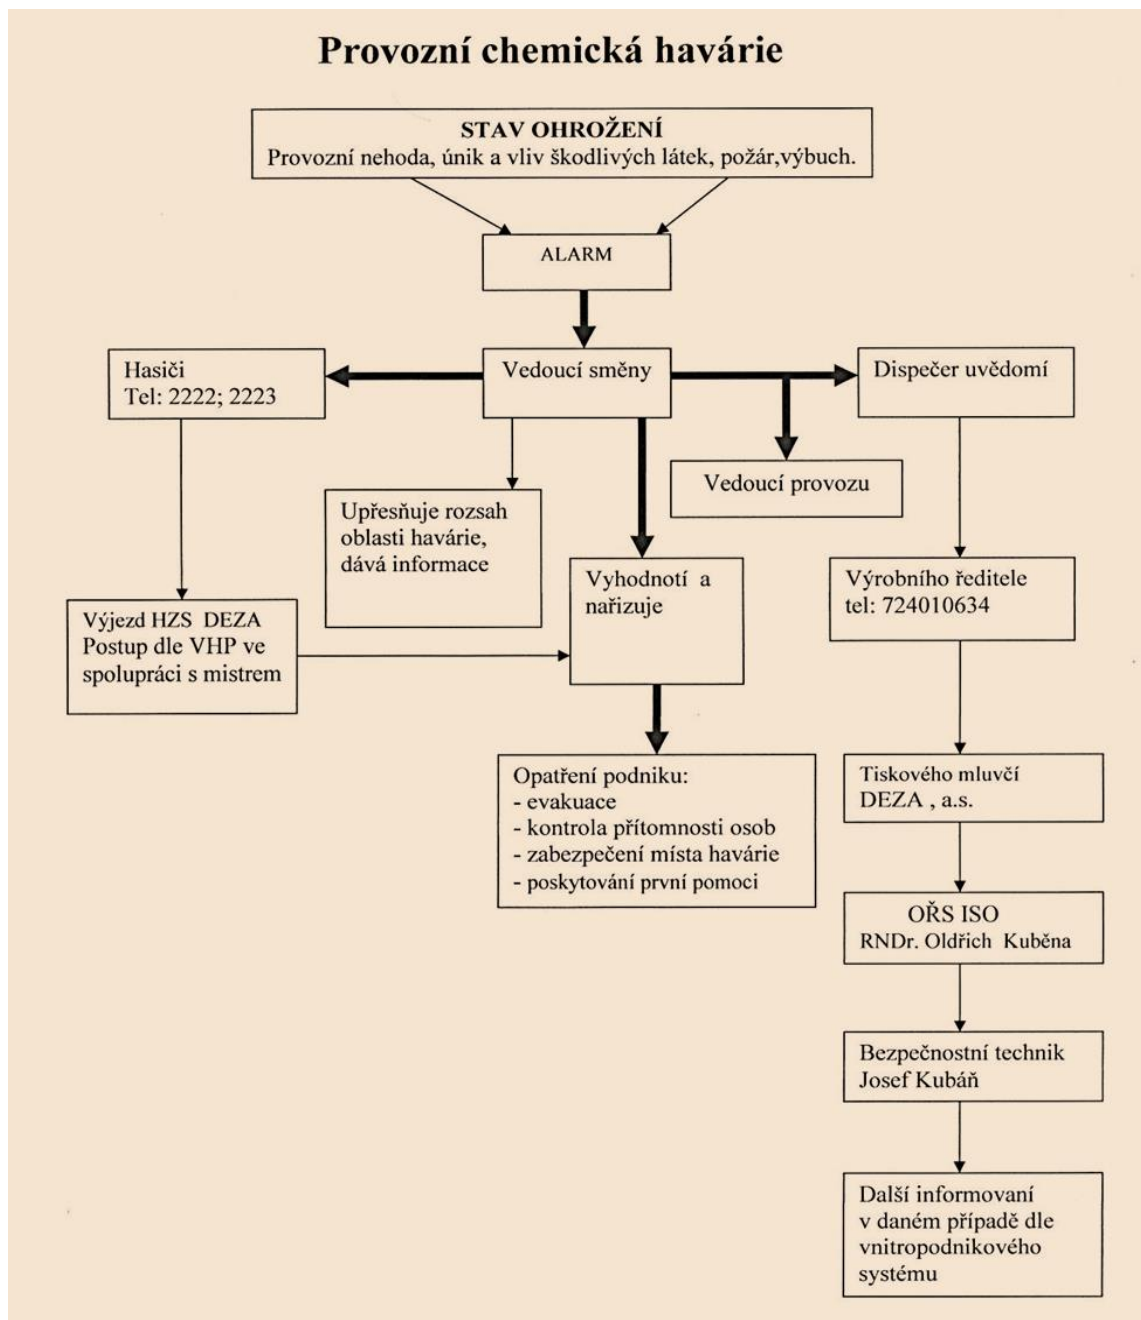 Provozní chemická havárie
STAV OHROŽENÍ
Provozní nehoda, únik a vliv škodlivých látek, požár,výbuch.
ALARM
Hasiči
Tel: 2222; 2223
Vedoucí směny
Dispečer uvědomí
Vedoucí provozu
Upřesňuje rozsah
oblasti havárie,
dává informace
Vyhodnotí a
nařizuje
Výrobního ředitele
tel: 724010634
Výjezd HZS DEZA
Postup dle VHP ve
spolupráci s mistrem
Opatření podniku:
- evakuace
- kontrola přítomnosti osob
- zabezpečení místa havárie
- poskytování první pomoci
Tiskového mluvčí
DEZA , a.s.
OŘS ISO
RNDr. Oldřich Kuběna
Bezpečnostní technik
Josef Kubáň
Další informovaní
v daném případě dle
vnitropodnikového
systému